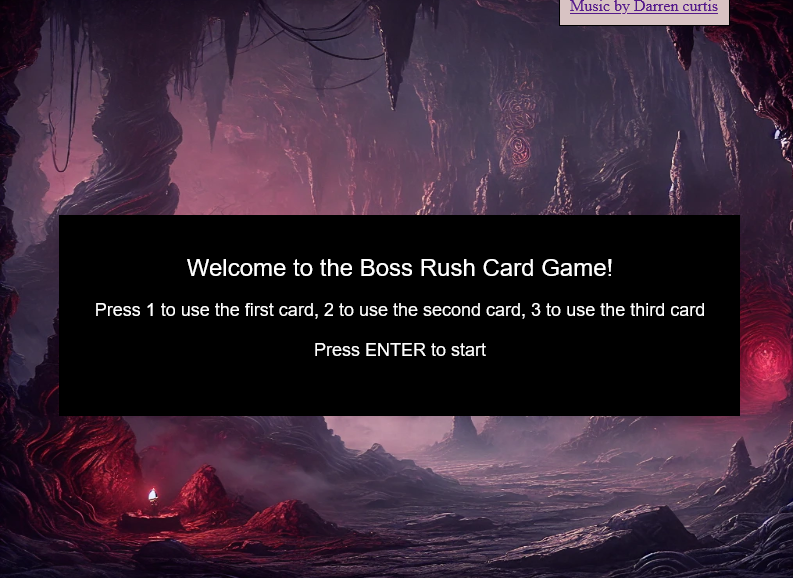 Music by Darren curtis
Welcome to the Boss Rush Card Game!
Press 1 to use the first card, 2 to use the second card, 3 to use the third card
Press ENTER to start